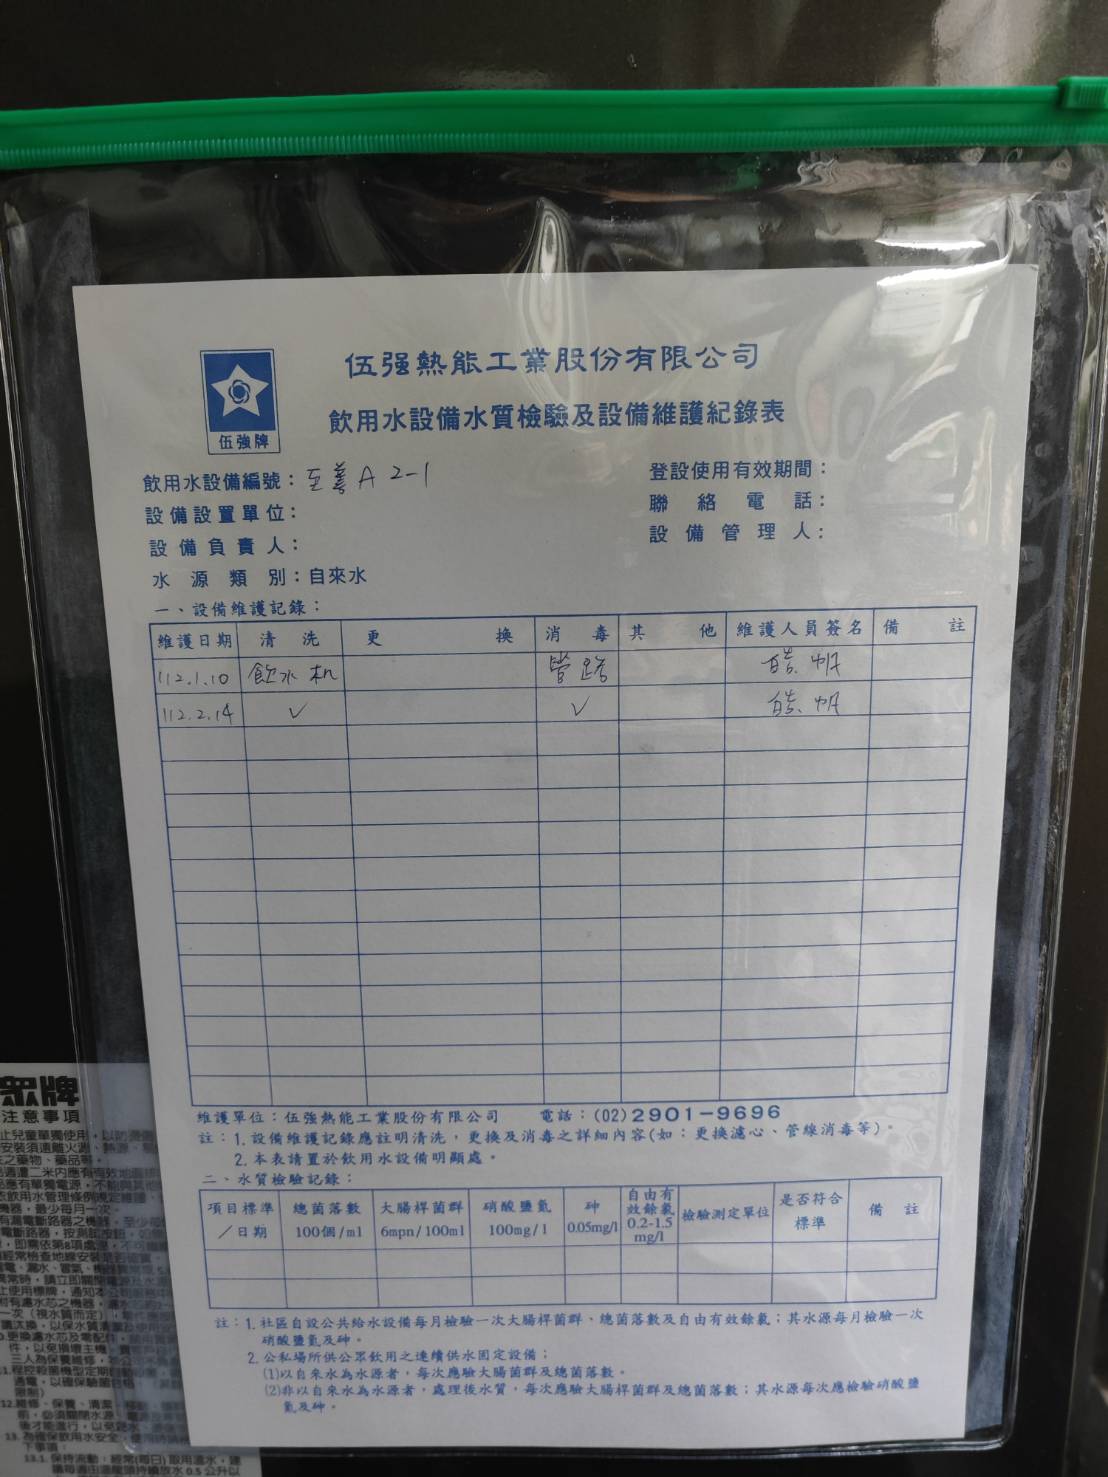 伍強熱能工業股份有限公司
飲用水設備水質檢驗及設備維護紀錄表
伍強牌
飲用水設備編號：至善A 2-1
登設使用有效期間：
設備設置單位：
聯絡電話：
設備負責人：
設備管理人：
水源類別：自來水
一、設備維護記錄：
維護日期 清洗 更換 消毒 其他 維護人員簽名 備註
112.1.10 飲水机 管路 皓帆
112.2.14 ✓ ✓ 皓帆
維護單位：伍強熱能工業股份有限公司 電話：(02)2901-9696
註：1.設備維護記錄應註明清洗，更換及消毒之詳細內容(如：更換濾心、管線消毒等)。
2.本表請置於飲用水設備明顯處。
二、水質檢驗記錄：
項目標準／日期 總菌落數 100個/ml 大腸桿菌群 6mpn/100ml 硝酸鹽氮 100mg/l 砷 0.05mg/l 自由有效餘氯 0.2-1.5 mg/l 檢驗測定單位 是否符合標準 備註
註：1.社區自設公共給水設備每月檢驗一次大腸桿菌群、總菌落數及自由有效餘氯；其水源每月檢驗一次
硝酸鹽氮及砷。
2.公私場所供公眾飲用之連續供水固定設備；
(1)以自來水為水源者，每次應驗大腸菌群及總菌落數。
(2)非以自來水為水源者，處理後水質，每次應驗大腸桿菌群及總菌落數；其水源每次應檢驗硝酸鹽
氮及砷。
眾牌
注意事項